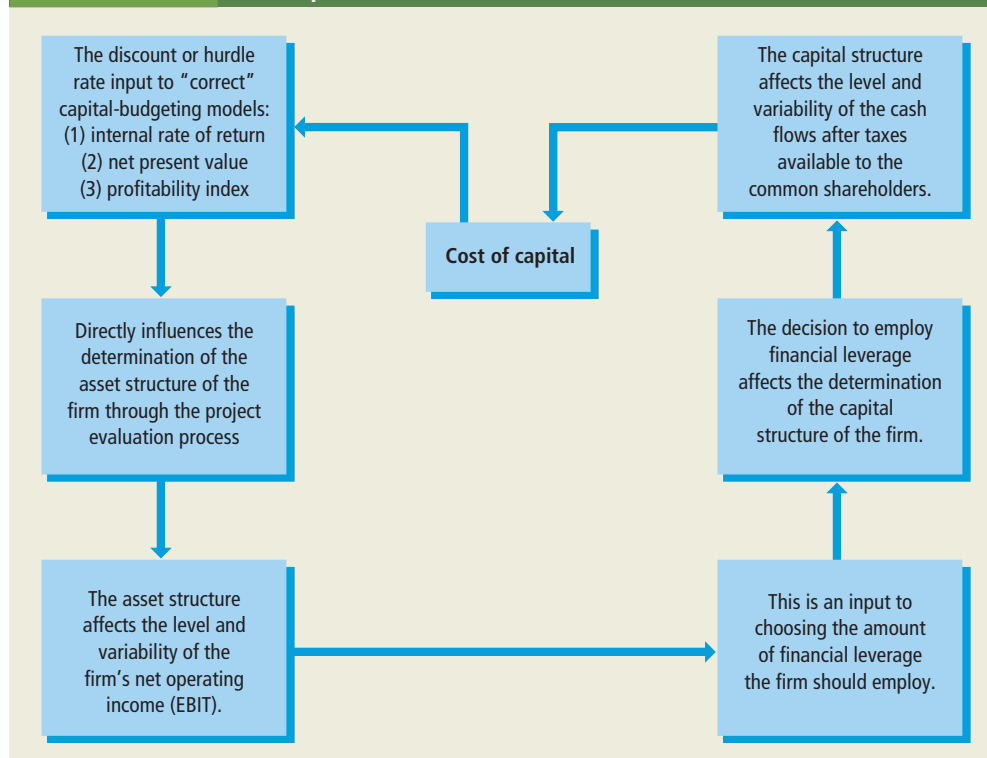 The discount or hurdle
rate input to “correct”
capital-budgeting models:
(1) internal rate of return
(2) net present value
(3) profitability index
Directly influences the
determination of the
asset structure of the
firm through the project
evaluation process
The asset structure
affects the level and
variability of the
firm’s net operating
income (EBIT).
Cost of capital
The capital structure
affects the level and
variability of the cash
flows after taxes
available to the
common shareholders.
The decision to employ
financial leverage
affects the determination
of the capital
structure of the firm.
This is an input to
choosing the amount
of financial leverage
the firm should employ.